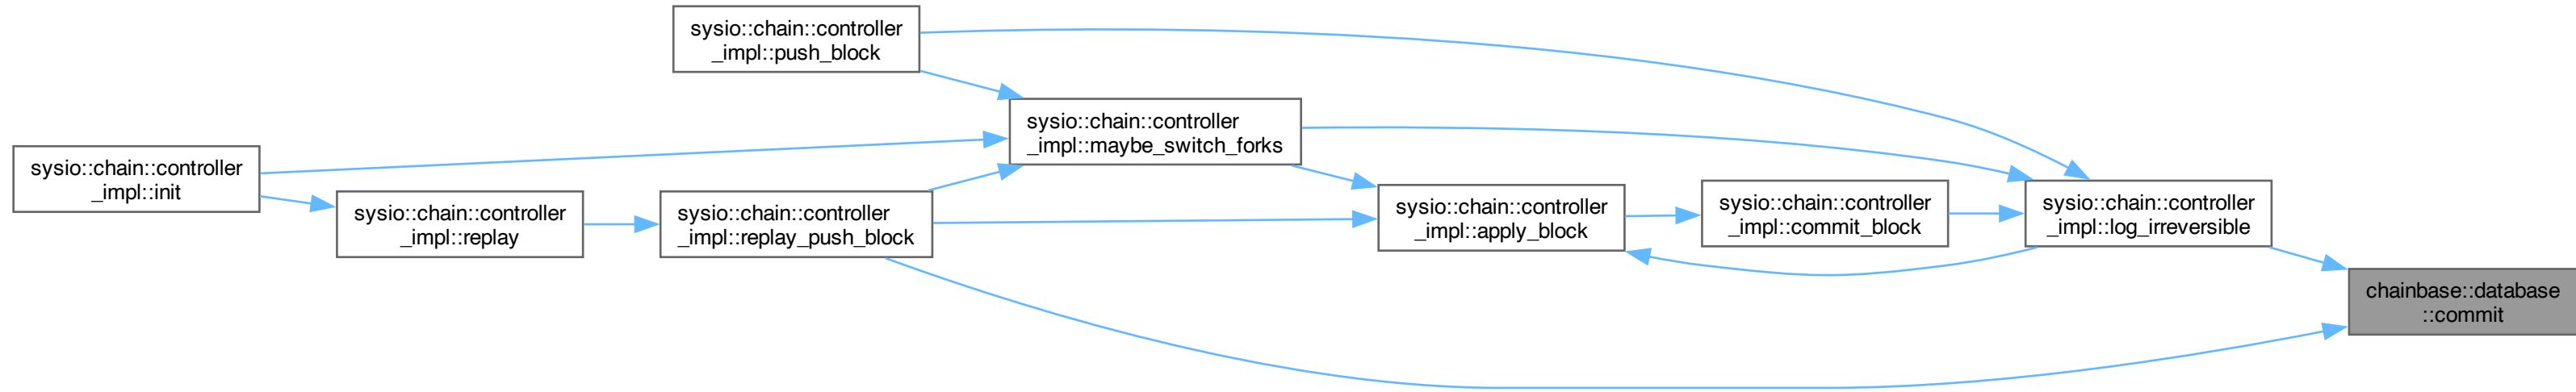 sysio::chain::controller
_impl::push_block
sysio::chain::controller
_impl::maybe_switch_forks
sysio::chain::controller
_impl::init
sysio::chain::controller
_impl::replay
sysio::chain::controller
_impl::replay_push_block
sysio::chain::controller
_impl::apply_block
sysio::chain::controller
_impl::commit_block
sysio::chain::controller
_impl::log_irreversible
chainbase::database
::commit